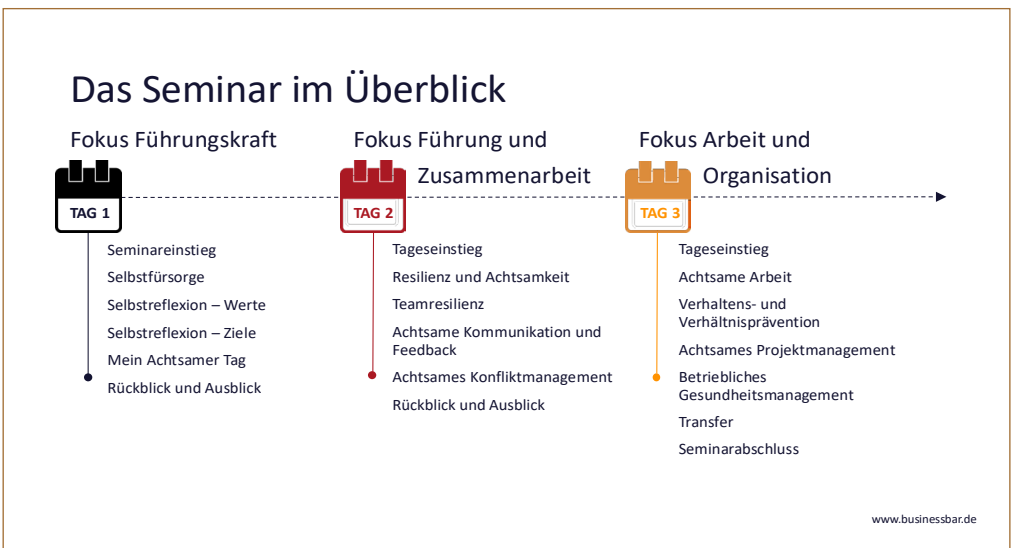 Das Seminar im Überblick
Fokus Führungskraft
TAG 1
Seminareinstieg
Selbstfürsorge
Selbstreflexion – Werte
Selbstreflexion – Ziele
Mein Achtsamer Tag
Rückblick und Ausblick
Fokus Führung und
Zusammenarbeit
TAG 2
Tageseinstieg
Resilienz und Achtsamkeit
Teamresilienz
Achtsame Kommunikation und
Feedback
Achtsames Konfliktmanagement
Rückblick und Ausblick
Fokus Arbeit und
Organisation
TAG 3
Tageseinstieg
Achtsame Arbeit
Verhaltens- und
Verhältnisprävention
Achtsames Projektmanagement
Betriebliches
Gesundheitsmanagement
Transfer
Seminarabschluss
www.businessbar.de